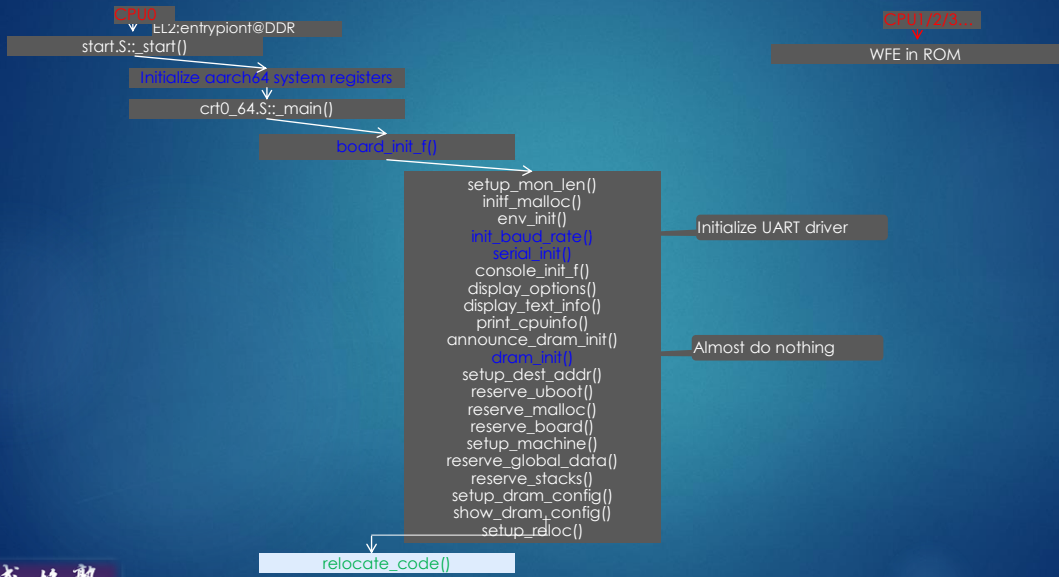 CPU0
EL2:entrypiont@DDR
start.S::_start()
Initialize aarch64 system registers
crt0_64.S::_main()
board_init_f()
setup_mon_len()
initf_malloc()
env_init()
init_baud_rate()
serial_init()
console_init_f()
display_options()
display_text_info()
print_cpuinfo()
announce_dram_init()
dram_init()
setup_dest_addr()
reserve_uboot()
reserve_malloc()
reserve_board()
setup_machine()
reserve_global_data()
reserve_stacks()
setup_dram_config()
show_dram_config()
setup_reloc()
relocate_code()
Initialize UART driver
Almost do nothing
CPU1/2/3...
WFE in ROM